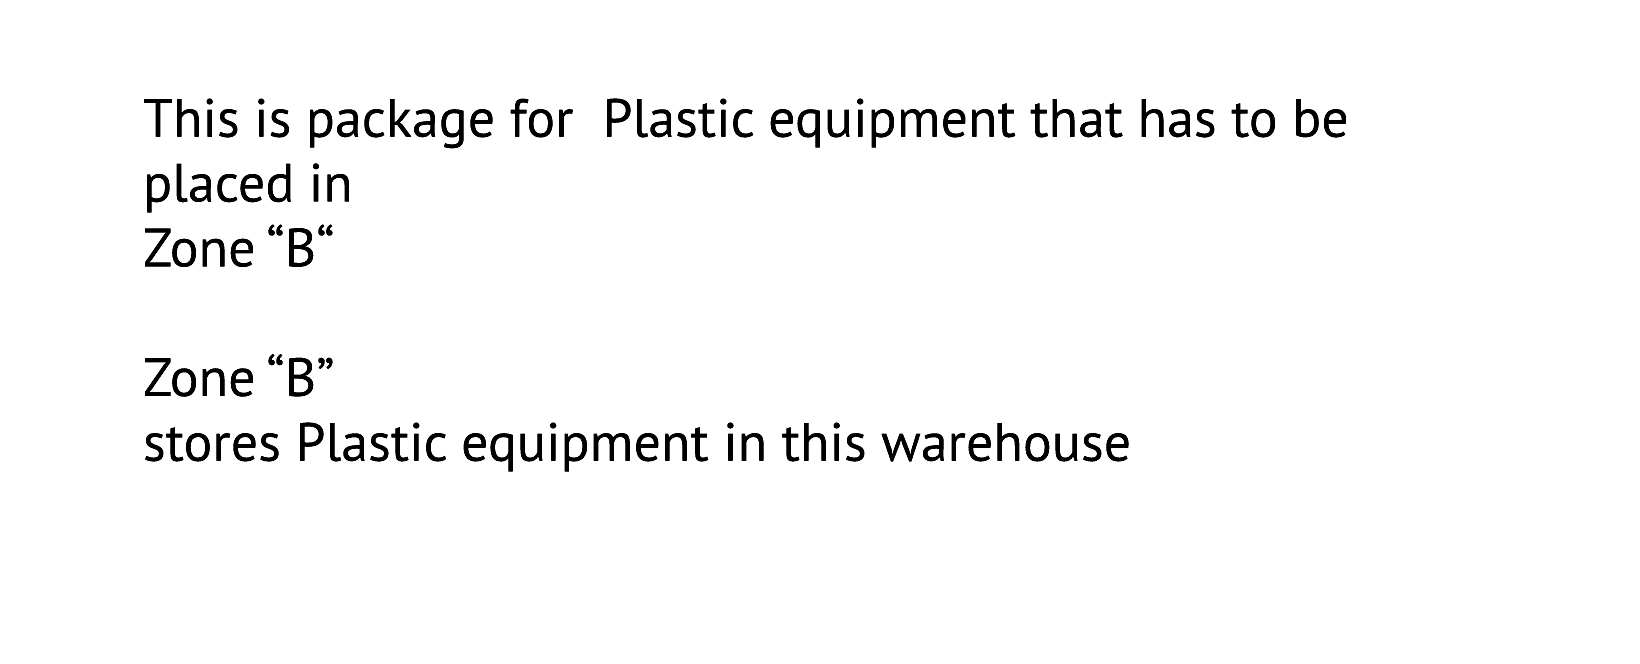 This is package for  Plastic equipment that has to be
placed in
Zone “B“
Zone “B”
stores Plastic equipment in this warehouse